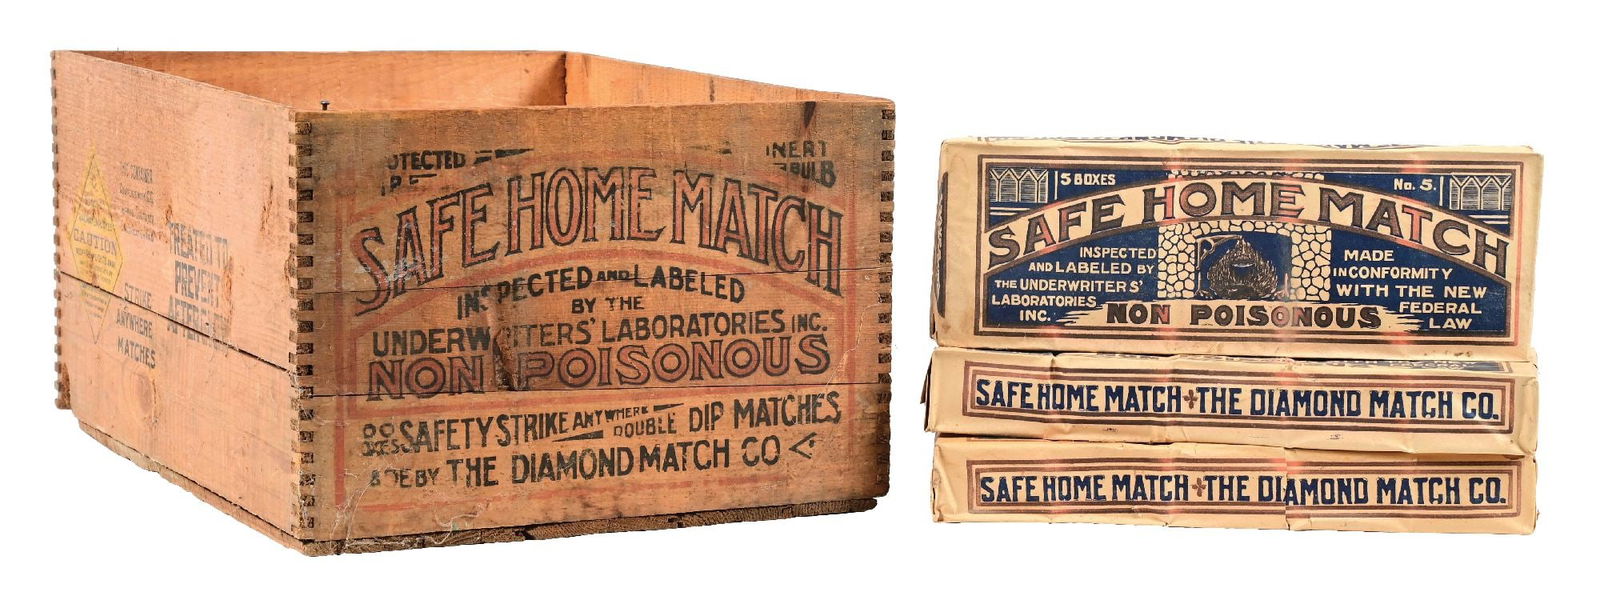 CAUTION
TREATED TO
PREVENT
STRIKE
ANYWHERE
MATCHES
BULB
SAFE HOME MATCH
INSPECTED AND LABELED
BY THE
UNDERWRITERS' LABORATORIES INC.
NON POISONOUS
SAFETY STRIKE ANYWHERE DOUBLE DIP MATCHES
BY THE DIAMOND MATCH CO
5 BOXES
No. 5.
SAFE HOME MATCH
INSPECTED
AND LABELED BY
THE UNDERWRITERS'
LABORATORIES
INC.
MADE
IN CONFORMITY
WITH THE NEW
FEDERAL
LAW
NON POISONOUS
SAFE HOME MATCH + THE DIAMOND MATCH CO.
SAFE HOME MATCH + THE DIAMOND MATCH CO.